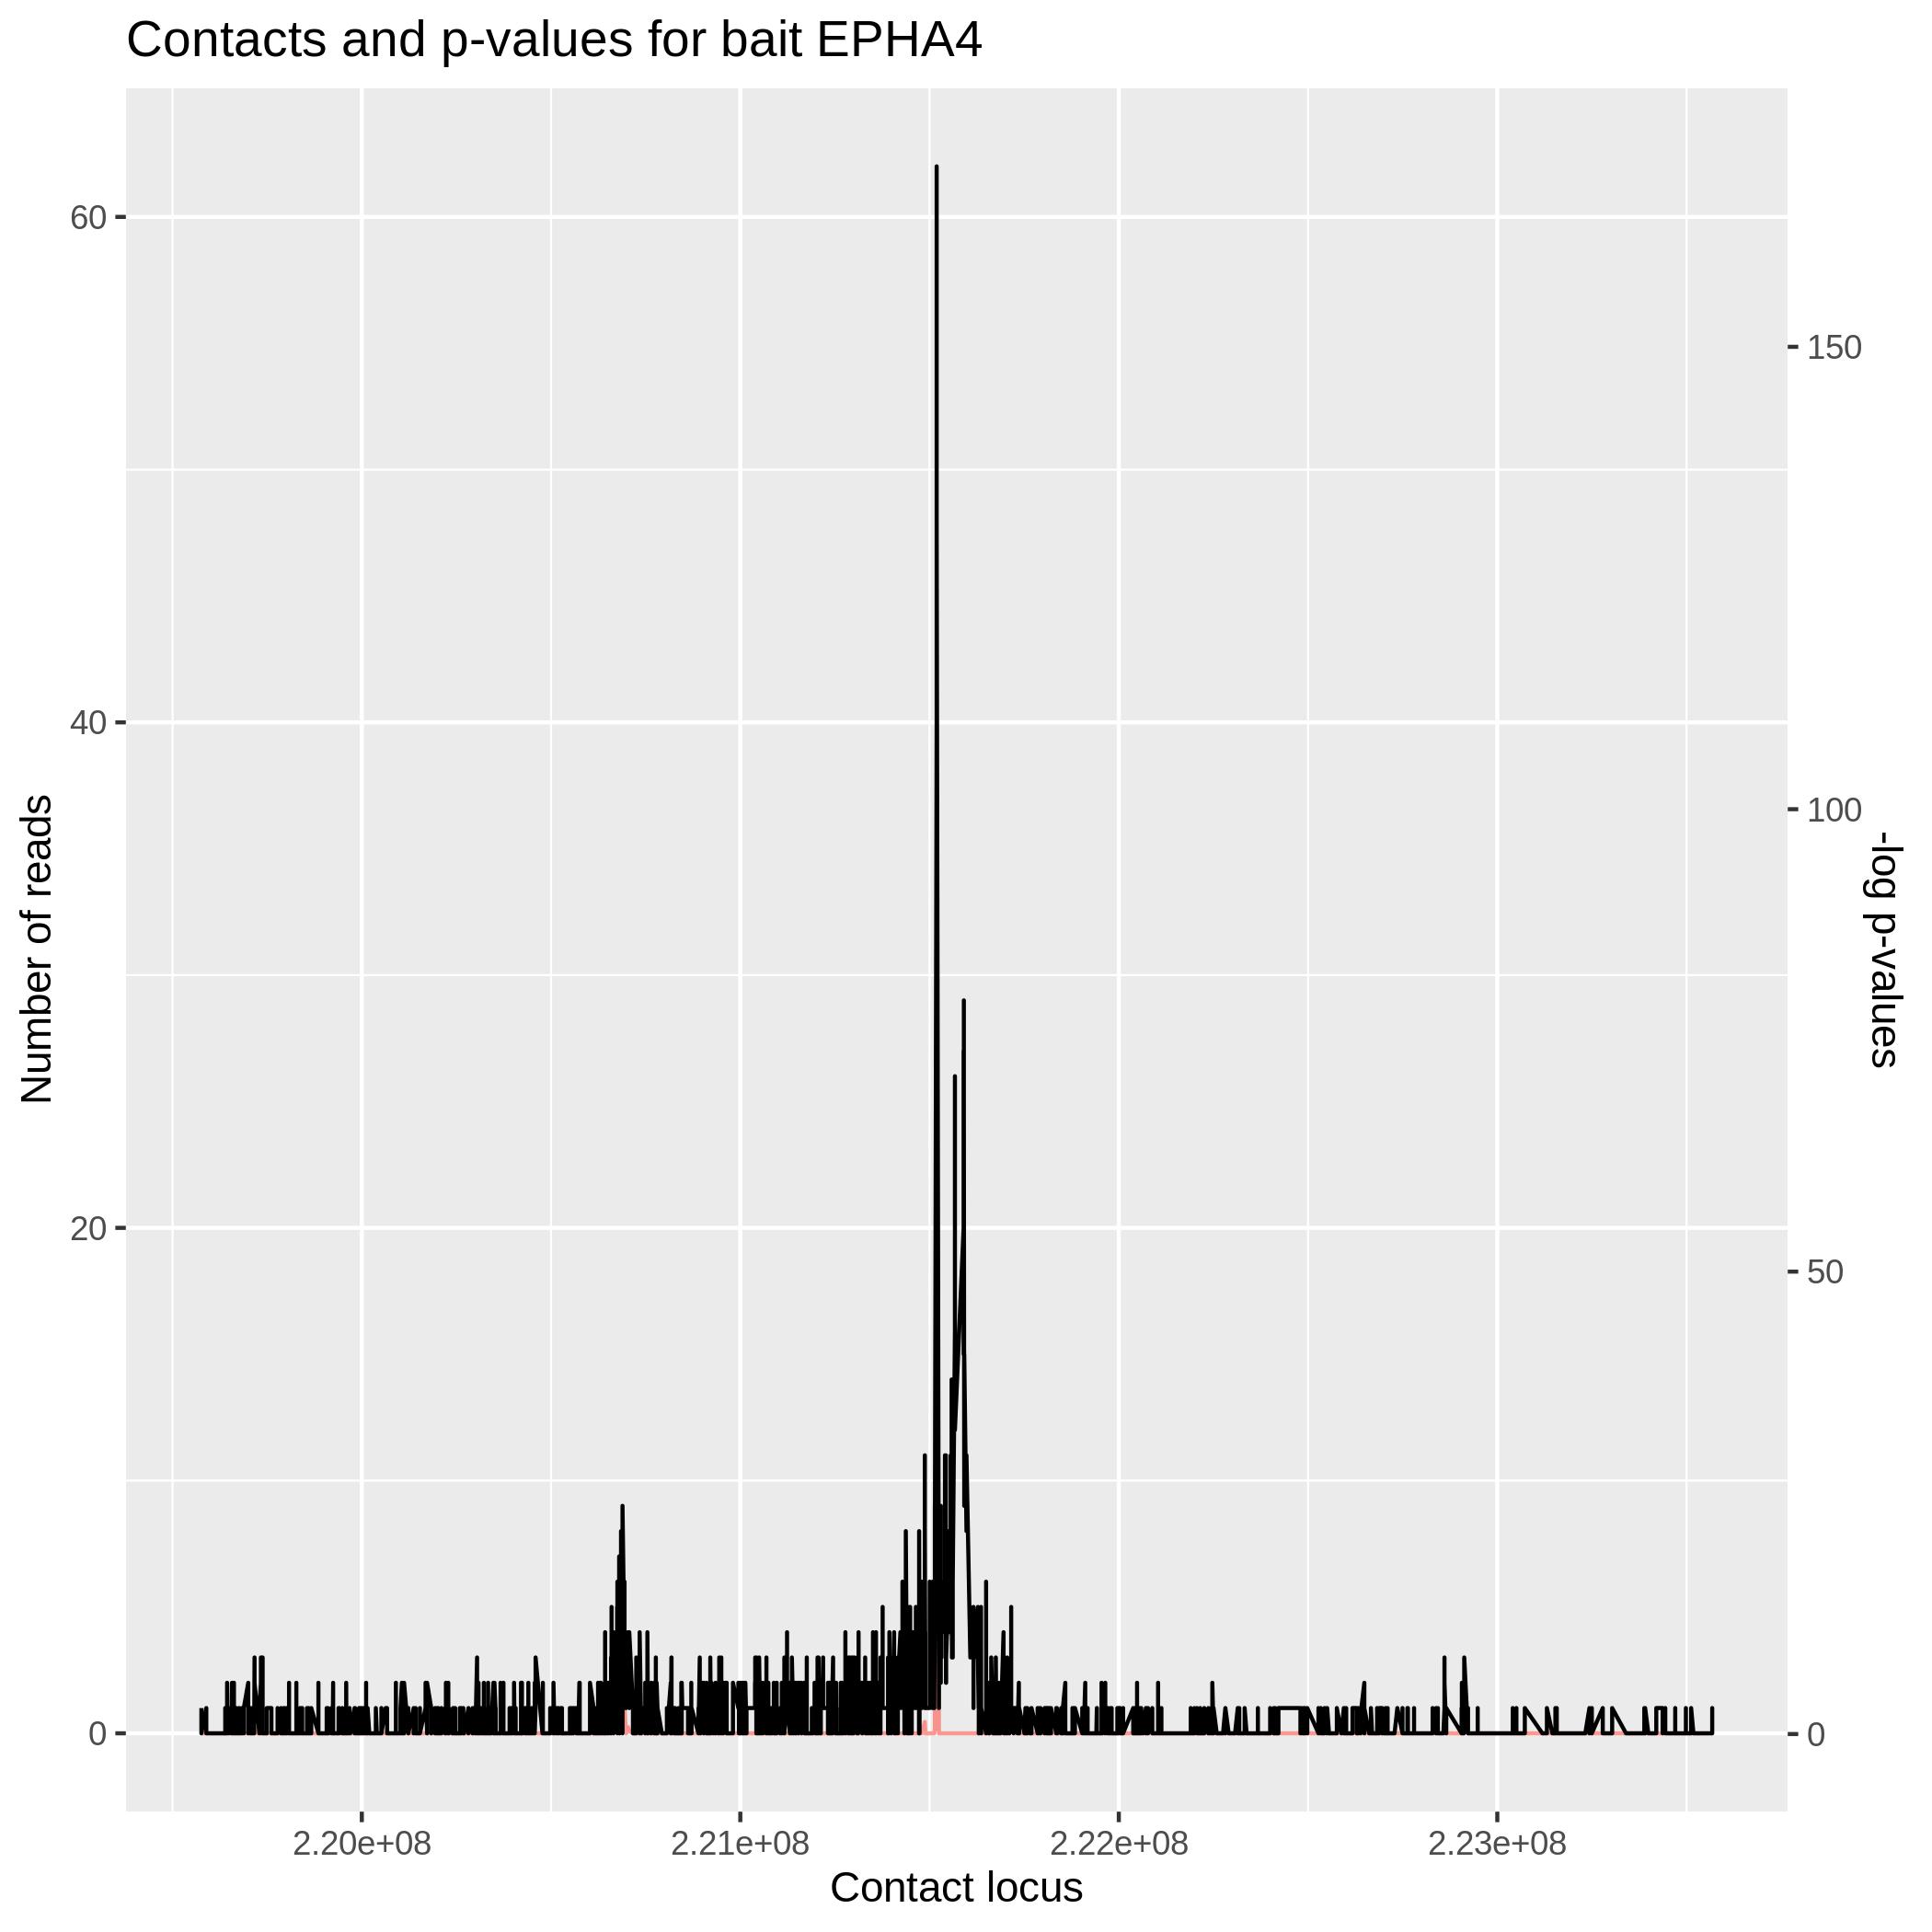 Contacts and p-values for bait EPHA4
60
40
20
0
Number of reads
150
100
50
0
-log p-values
2.20e+08
2.21e+08
2.22e+08
2.23e+08
Contact locus